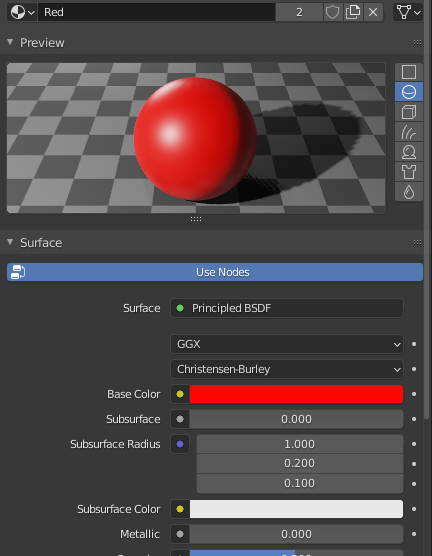 Red 2
Preview
Surface
Use Nodes
Surface Principled BSDF
GGX
Christensen-Burley
Base Color
Subsurface 0.000
Subsurface Radius 1.000
0.200
0.100
Subsurface Color
Metallic 0.000